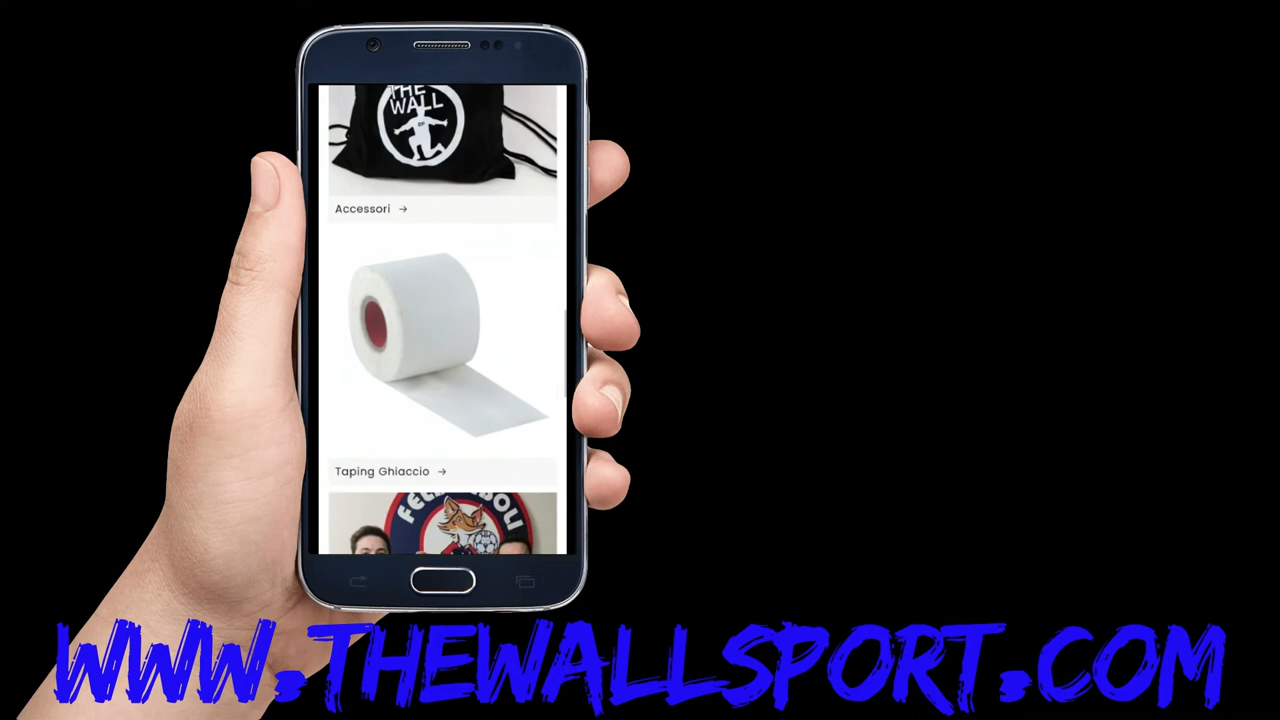 THE
WALL
Accessori →
Taping Ghiaccio →
WWW.THEWALLSPORT.COM